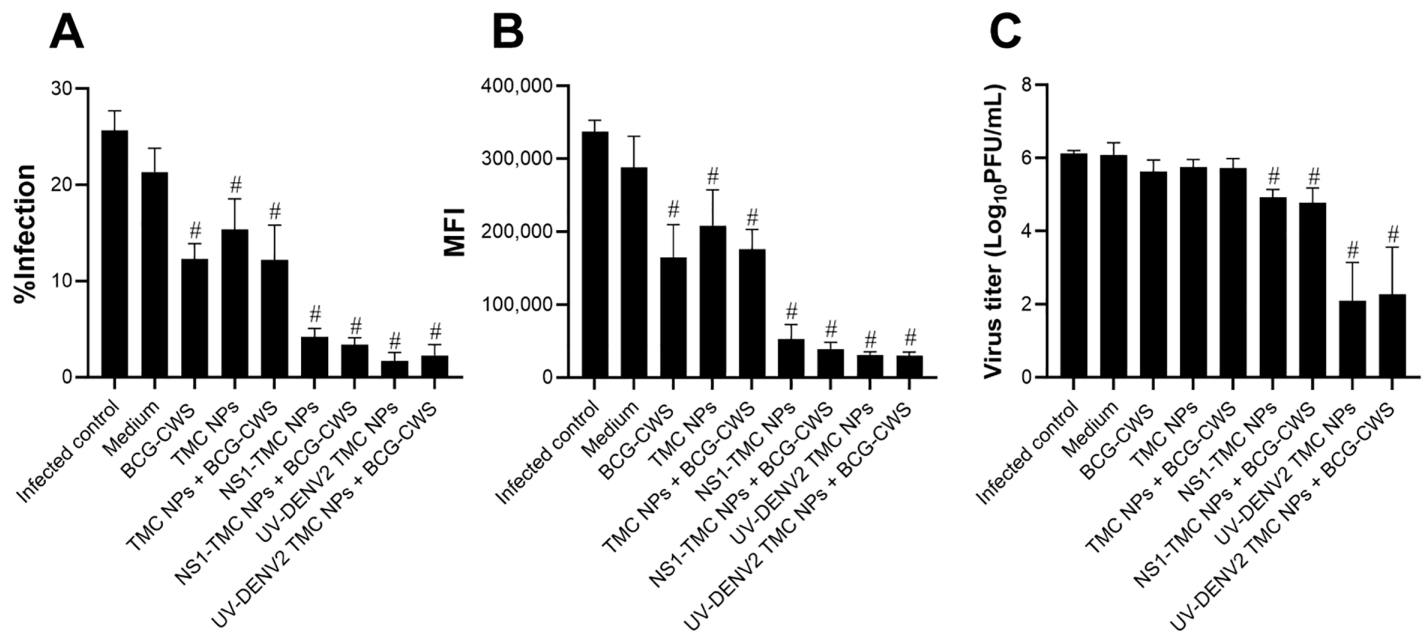 A
%Infection
30
20
10
0
#
#
#
#
#
#
#
Infected control
Medium
BCG-CWS
TMC NPs
TMC NPs + BCG-CWS
NS1-TMC NPs
NS1-TMC NPs + BCG-CWS
UV-DENV2 TMC NPs
UV-DENV2 TMC NPs + BCG-CWS
B
MFI
400,000
300,000
200,000
100,000
0
#
#
#
#
#
#
#
Infected control
Medium
BCG-CWS
TMC NPs
TMC NPs + BCG-CWS
NS1-TMC NPs
NS1-TMC NPs + BCG-CWS
UV-DENV2 TMC NPs
UV-DENV2 TMC NPs + BCG-CWS
C
Virus titer (Log10PFU/mL)
8
6
4
2
0
#
#
#
#
Infected control
Medium
BCG-CWS
TMC NPs
TMC NPs + BCG-CWS
NS1-TMC NPs
NS1-TMC NPs + BCG-CWS
UV-DENV2 TMC NPs
UV-DENV2 TMC NPs + BCG-CWS